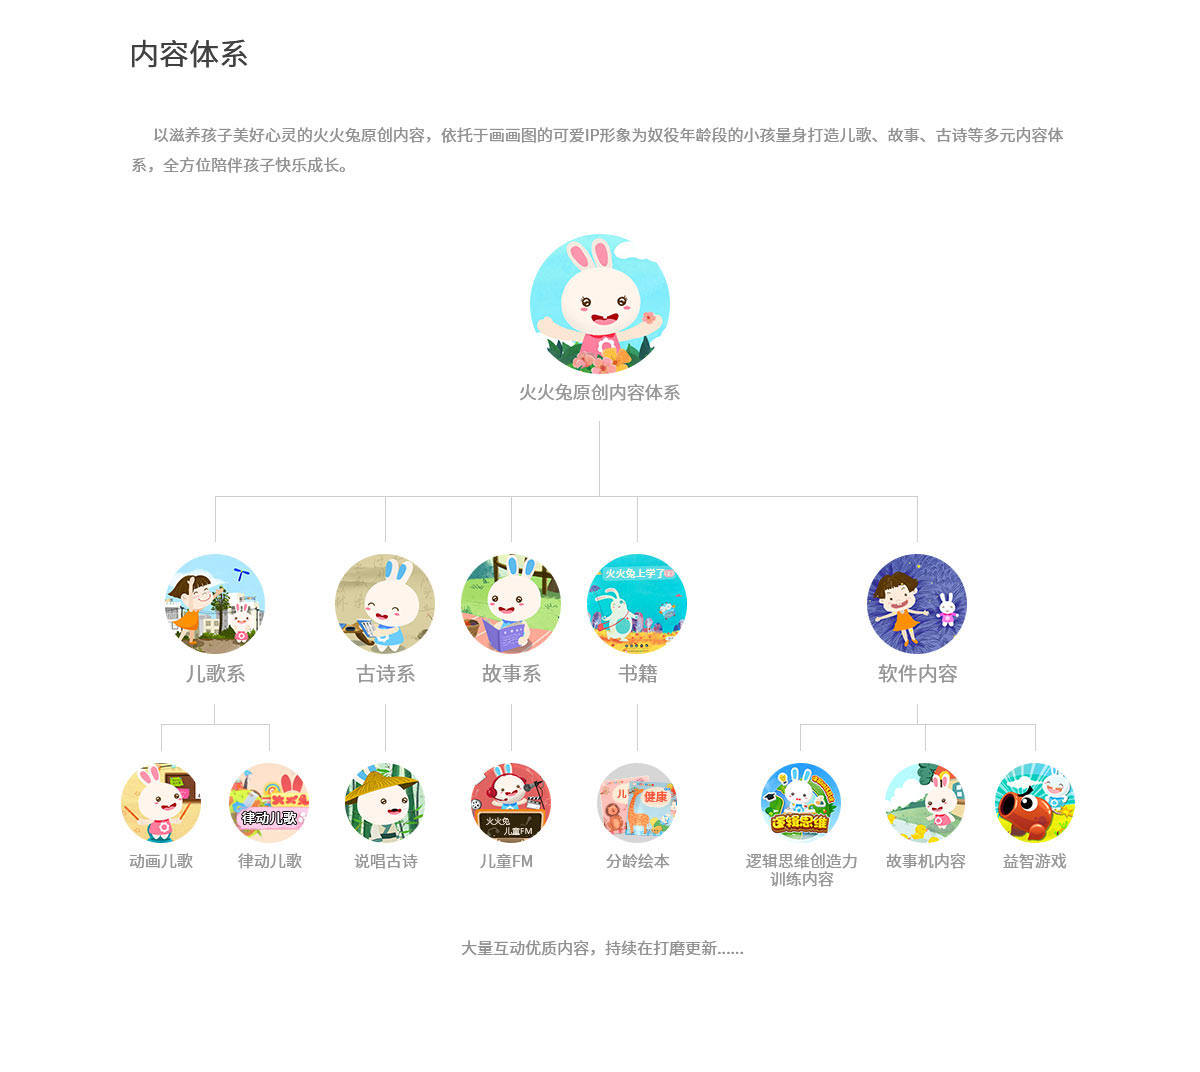 内容体系
以滋养孩子美好心灵的火火兔原创内容，依托于画画图的可爱IP形象为奴役年龄段的小孩量身打造儿歌、故事、古诗等多元内容体
系，全方位陪伴孩子快乐成长。
火火兔原创内容体系
火火兔上学了
儿歌系
古诗系
故事系
书籍
软件内容
律动儿歌
火火兔
儿童FM
儿
健康
逻辑思维
动画儿歌
律动儿歌
说唱古诗
儿童FM
分龄绘本
逻辑思维创造力
训练内容
故事机内容
益智游戏
大量互动优质内容，持续在打磨更新......